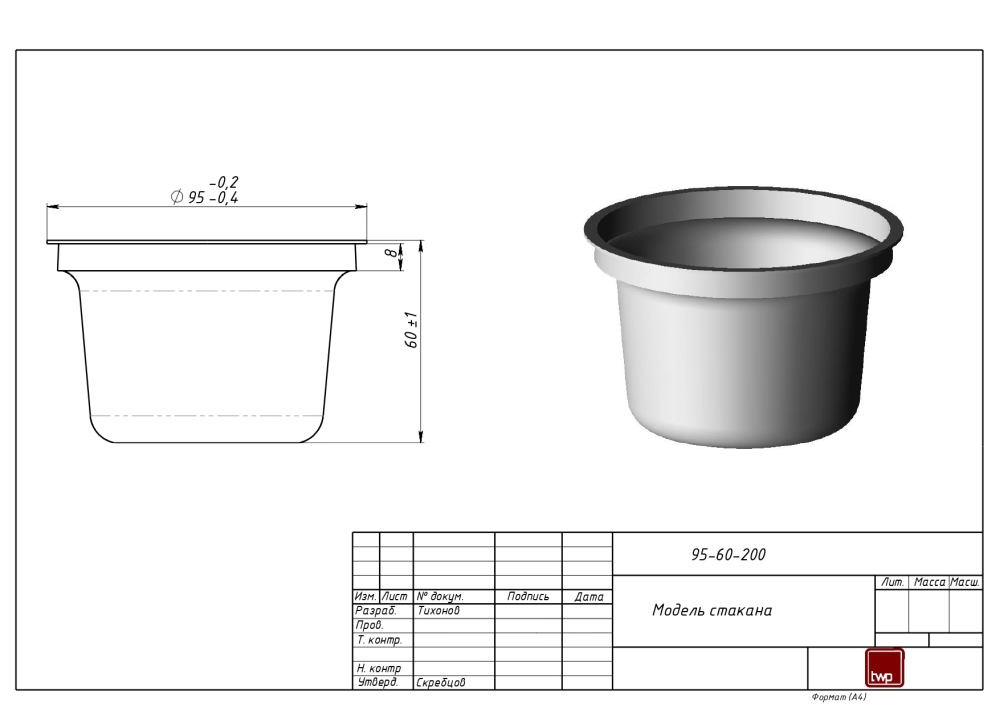 -0,2
∅ 95 -0,4
8
60 ±1
95-60-200
Лит. Масса Масш.
Изм. Лист № докум. Подпись Дата
Разраб. Тихонов
Модель стакана
Пров.
Т. контр.
Н. контр
Утверд. Скребцов
twp
Формат (А4)